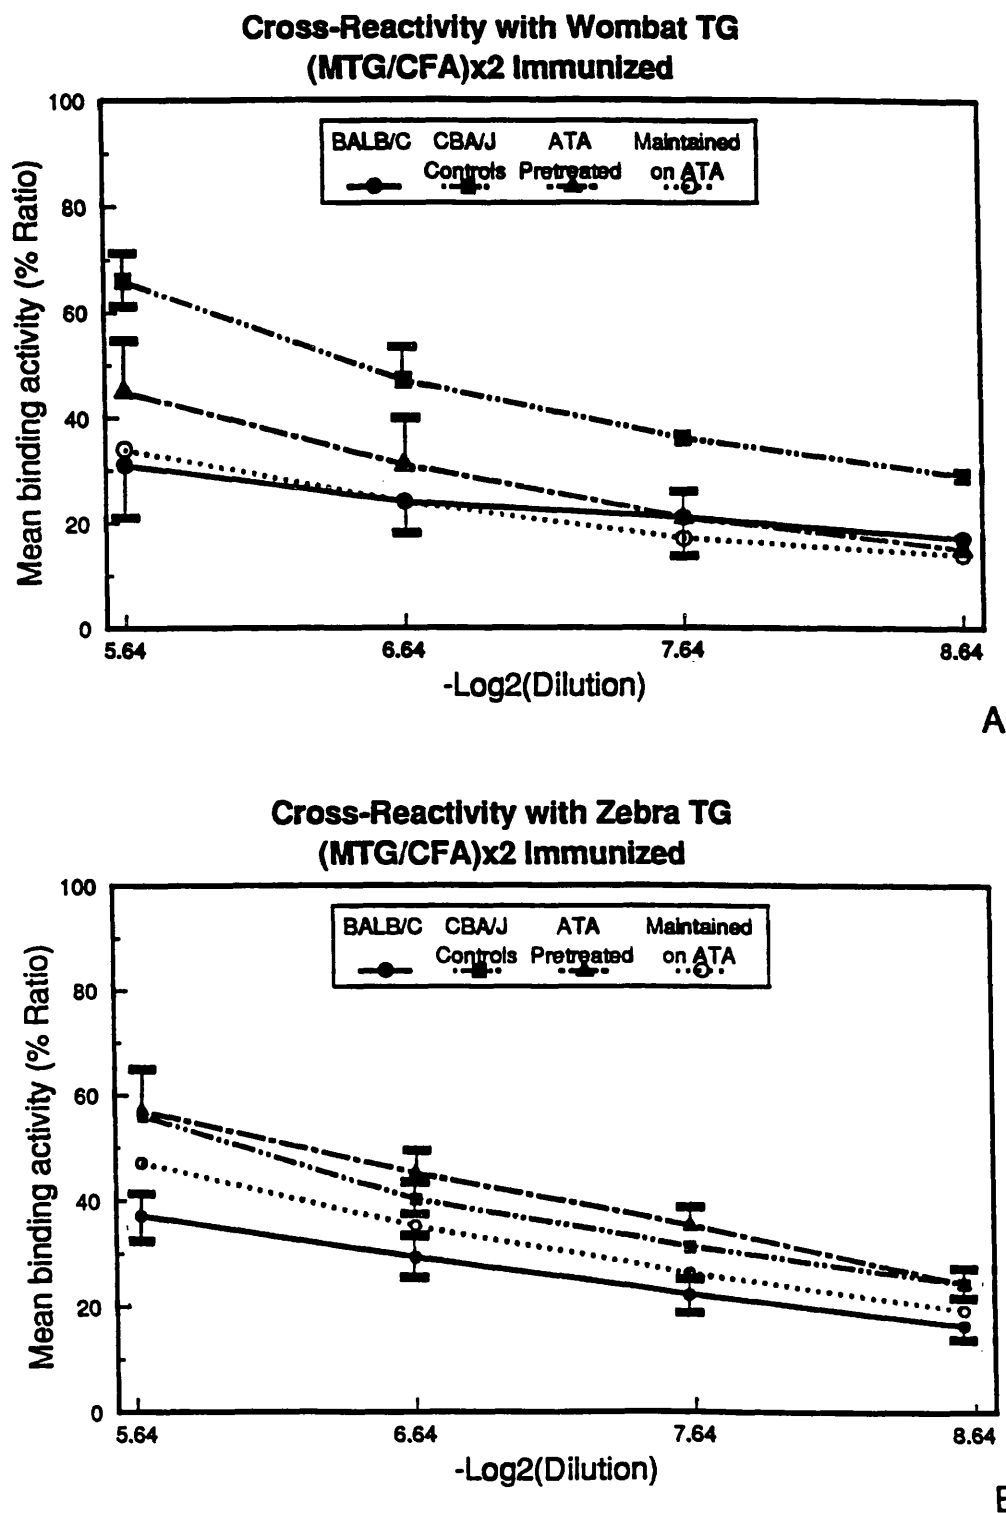 Cross-Reactivity with Wombat TG
(MTG/CFA)x2 Immunized
100
80
60
40
20
0
Mean binding activity (% Ratio)
BALB/C CBA/J ATA Maintained
Controls Pretreated on ATA
5.64 6.64 7.64 8.64
-Log2(Dilution)
A
Cross-Reactivity with Zebra TG
(MTG/CFA)x2 Immunized
100
80
60
40
20
0
Mean binding activity (% Ratio)
BALB/C CBA/J ATA Maintained
Controls Pretreated on ATA
5.64 6.64 7.64 8.64
-Log2(Dilution)